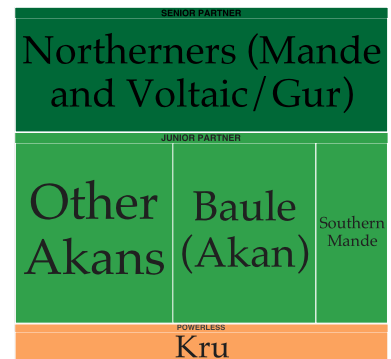 SENIOR PARTNER
Northerners (Mande
and Voltaic/Gur)
JUNIOR PARTNER
Other
Akans
Baule
(Akan)
Southern
Mande
POWERLESS
Kru